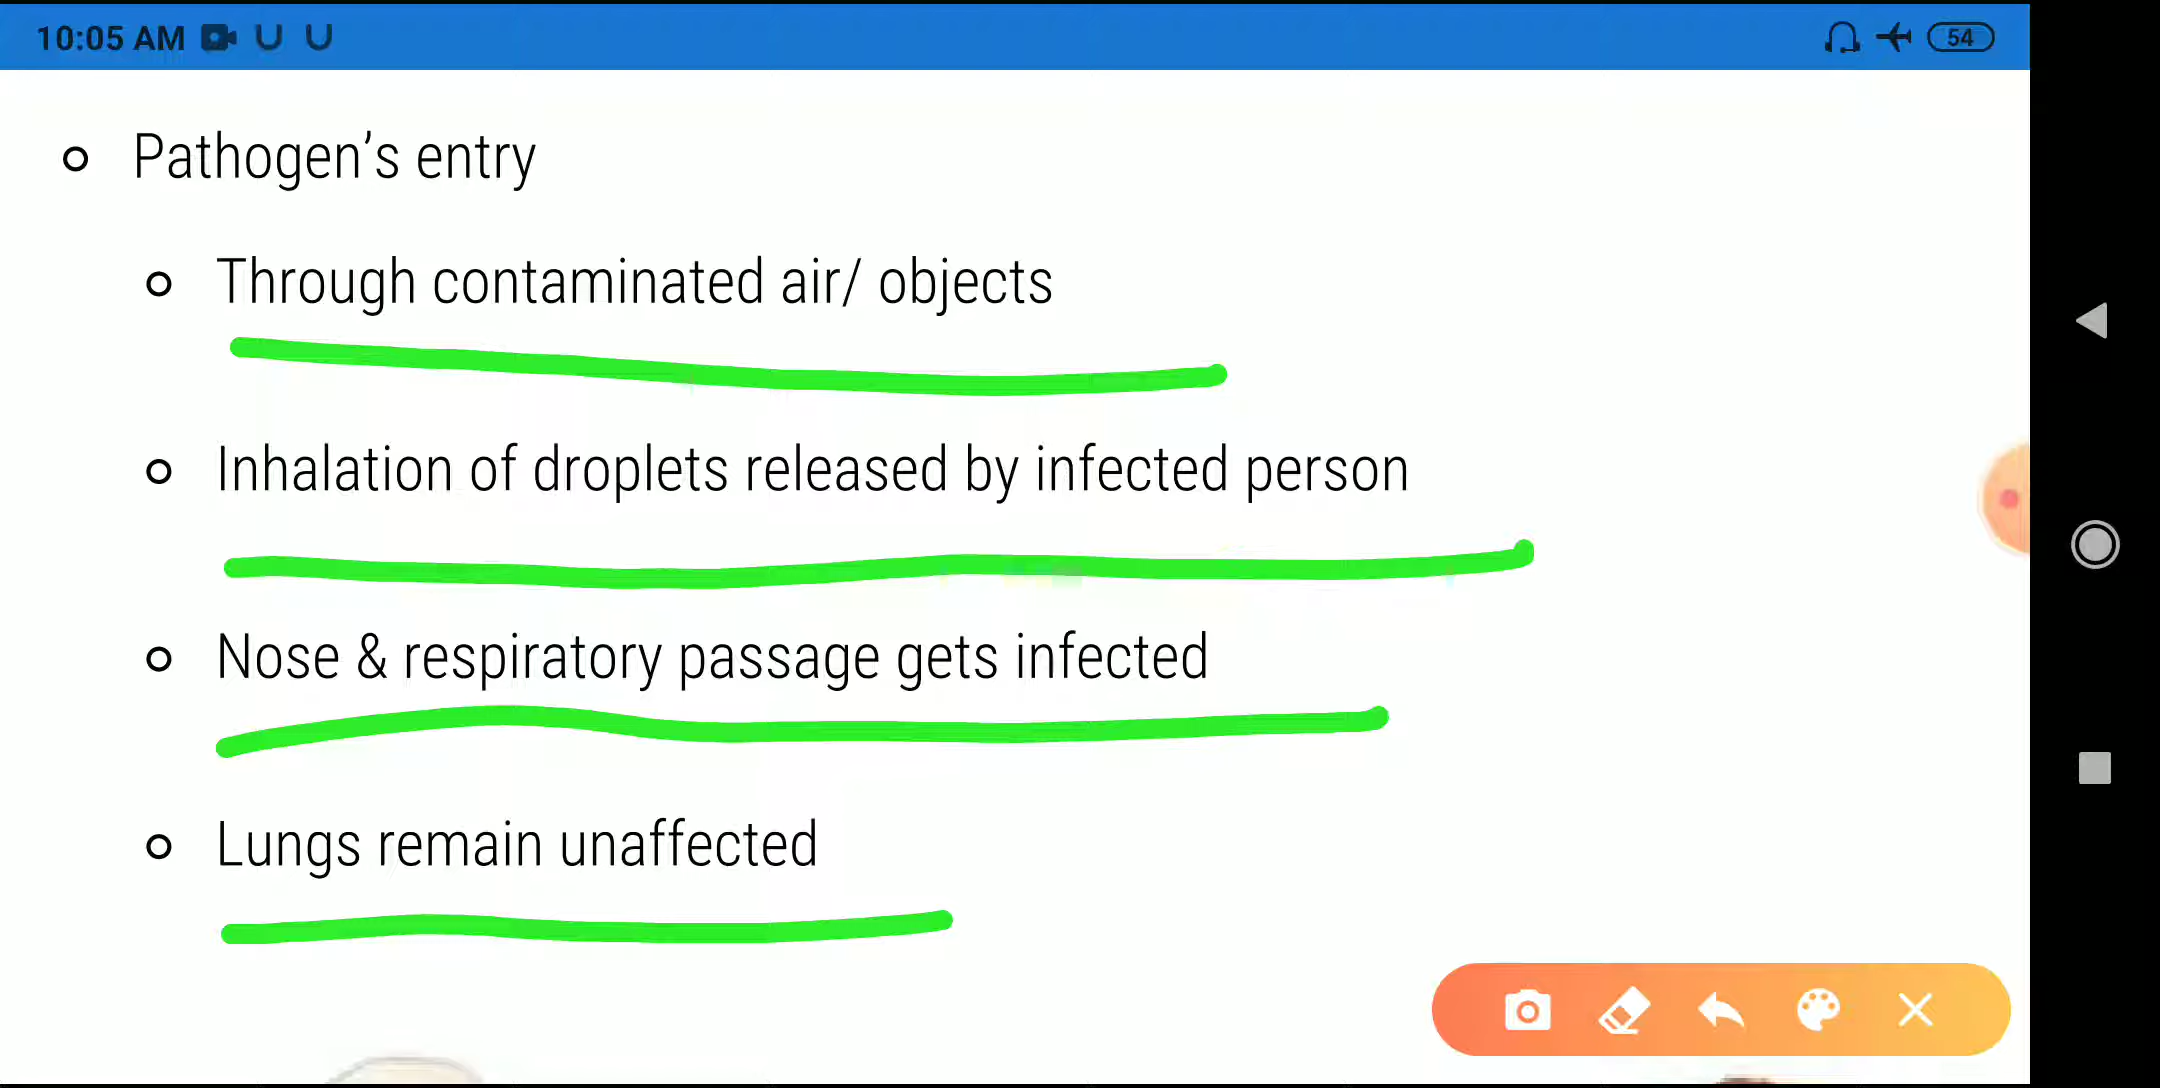 10:05 AM
54
Pathogen’s entry
Through contaminated air/ objects
Inhalation of droplets released by infected person
Nose & respiratory passage gets infected
Lungs remain unaffected